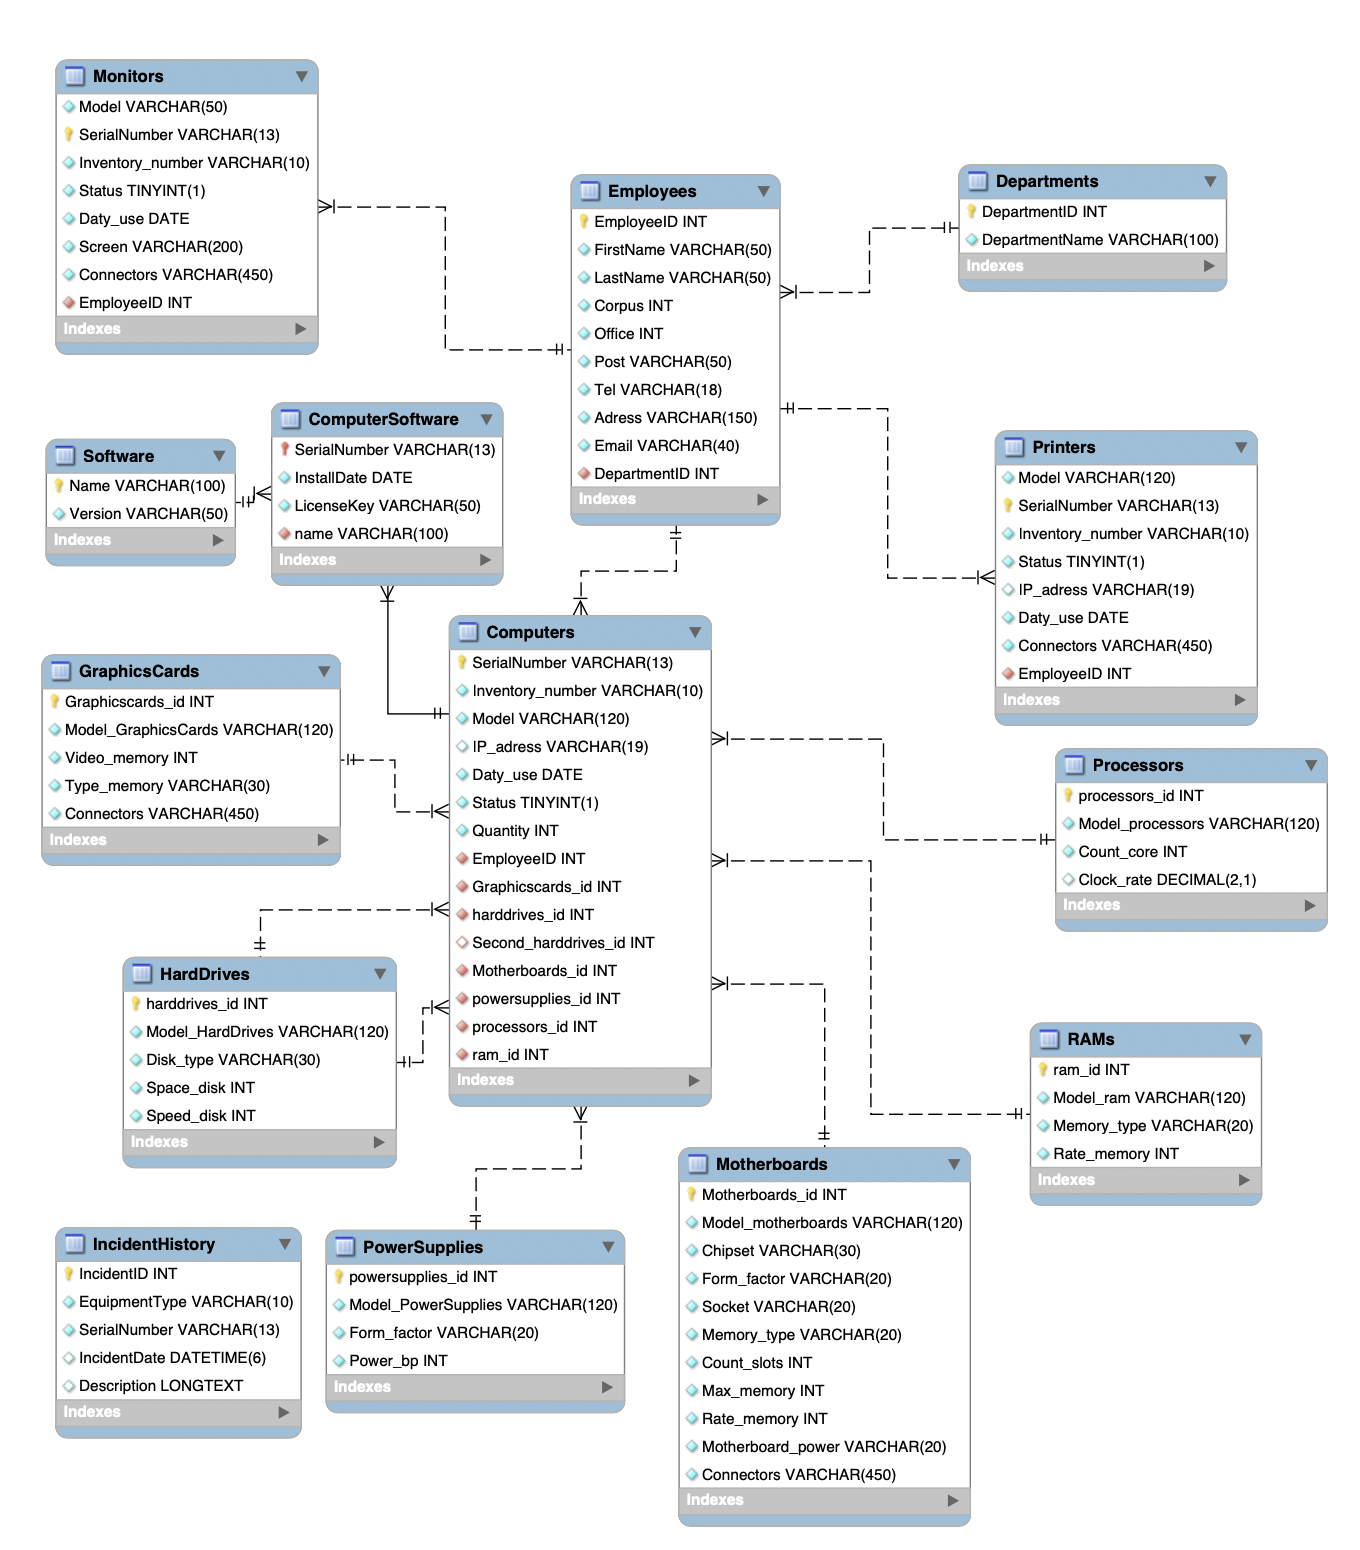 Monitors
Model VARCHAR(50)
SerialNumber VARCHAR(13)
Inventory_number VARCHAR(10)
Status TINYINT(1)
Daty_use DATE
Screen VARCHAR(200)
Connectors VARCHAR(450)
EmployeeID INT
Indexes
Employees
EmployeeID INT
FirstName VARCHAR(50)
LastName VARCHAR(50)
Corpus INT
Office INT
Post VARCHAR(50)
Tel VARCHAR(18)
Adress VARCHAR(150)
Email VARCHAR(40)
DepartmentID INT
Indexes
Departments
DepartmentID INT
DepartmentName VARCHAR(100)
Indexes
Software
Name VARCHAR(100)
Version VARCHAR(50)
Indexes
ComputerSoftware
SerialNumber VARCHAR(13)
InstallDate DATE
LicenseKey VARCHAR(50)
name VARCHAR(100)
Indexes
Printers
Model VARCHAR(120)
SerialNumber VARCHAR(13)
Inventory_number VARCHAR(10)
Status TINYINT(1)
IP_adress VARCHAR(19)
Daty_use DATE
Connectors VARCHAR(450)
EmployeeID INT
Indexes
GraphicsCards
Graphicscards_id INT
Model_GraphicsCards VARCHAR(120)
Video_memory INT
Type_memory VARCHAR(30)
Connectors VARCHAR(450)
Indexes
Computers
SerialNumber VARCHAR(13)
Inventory_number VARCHAR(10)
Model VARCHAR(120)
IP_adress VARCHAR(19)
Daty_use DATE
Status TINYINT(1)
Quantity INT
EmployeeID INT
Graphicscards_id INT
harddrives_id INT
Second_harddrives_id INT
Motherboards_id INT
powersupplies_id INT
processors_id INT
ram_id INT
Indexes
Processors
processors_id INT
Model_processors VARCHAR(120)
Count_core INT
Clock_rate DECIMAL(2,1)
Indexes
HardDrives
harddrives_id INT
Model_HardDrives VARCHAR(120)
Disk_type VARCHAR(30)
Space_disk INT
Speed_disk INT
Indexes
RAMs
ram_id INT
Model_ram VARCHAR(120)
Memory_type VARCHAR(20)
Rate_memory INT
Indexes
IncidentHistory
IncidentID INT
EquipmentType VARCHAR(10)
SerialNumber VARCHAR(13)
IncidentDate DATETIME(6)
Description LONGTEXT
Indexes
PowerSupplies
powersupplies_id INT
Model_PowerSupplies VARCHAR(120)
Form_factor VARCHAR(20)
Power_bp INT
Indexes
Motherboards
Motherboards_id INT
Model_motherboards VARCHAR(120)
Chipset VARCHAR(30)
Form_factor VARCHAR(20)
Socket VARCHAR(20)
Memory_type VARCHAR(20)
Count_slots INT
Max_memory INT
Rate_memory INT
Motherboard_power VARCHAR(20)
Connectors VARCHAR(450)
Indexes